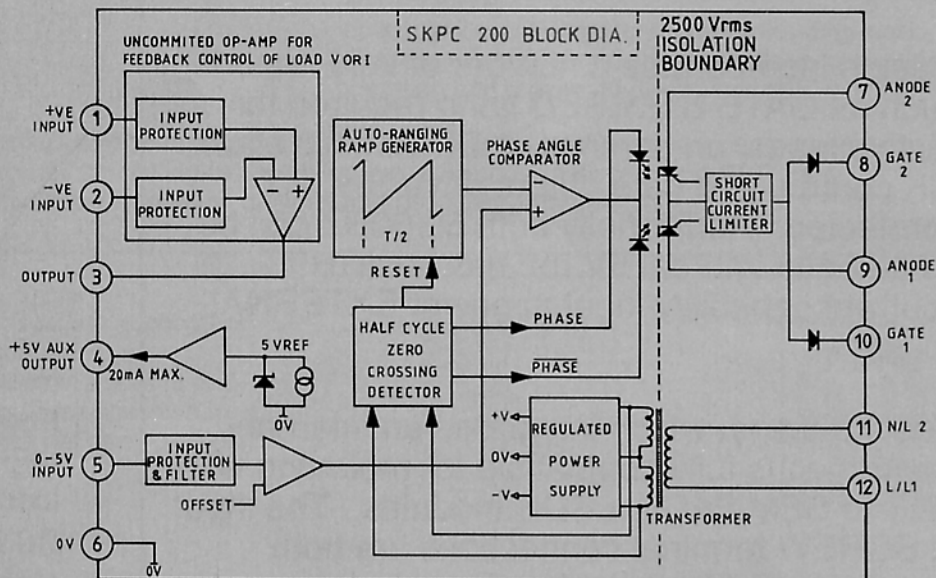 SKPC 200 BLOCK DIA.
2500 Vrms
ISOLATION
BOUNDARY
UNCOMMITED OP-AMP FOR
FEEDBACK CONTROL OF LOAD V OR I
+VE
INPUT
1
INPUT
PROTECTION
-VE
INPUT
2
INPUT
PROTECTION
- +
OUTPUT
3
AUTO-RANGING
RAMP GENERATOR
T/2
RESET
PHASE ANGLE
COMPARATOR
-
+
SHORT
CIRCUIT
CURRENT
LIMITER
7
ANODE
2
8
GATE
2
9
ANODE
1
10
GATE
1
+5V AUX
OUTPUT
4
20mA MAX.
5 VREF
0V
HALF CYCLE
ZERO
CROSSING
DETECTOR
PHASE
PHASE
0-5V
INPUT
5
INPUT
PROTECTION
& FILTER
OFFSET
+V
0V
-V
REGULATED
POWER
SUPPLY
TRANSFORMER
11
N/L 2
12
L/L1
0V
6
0V